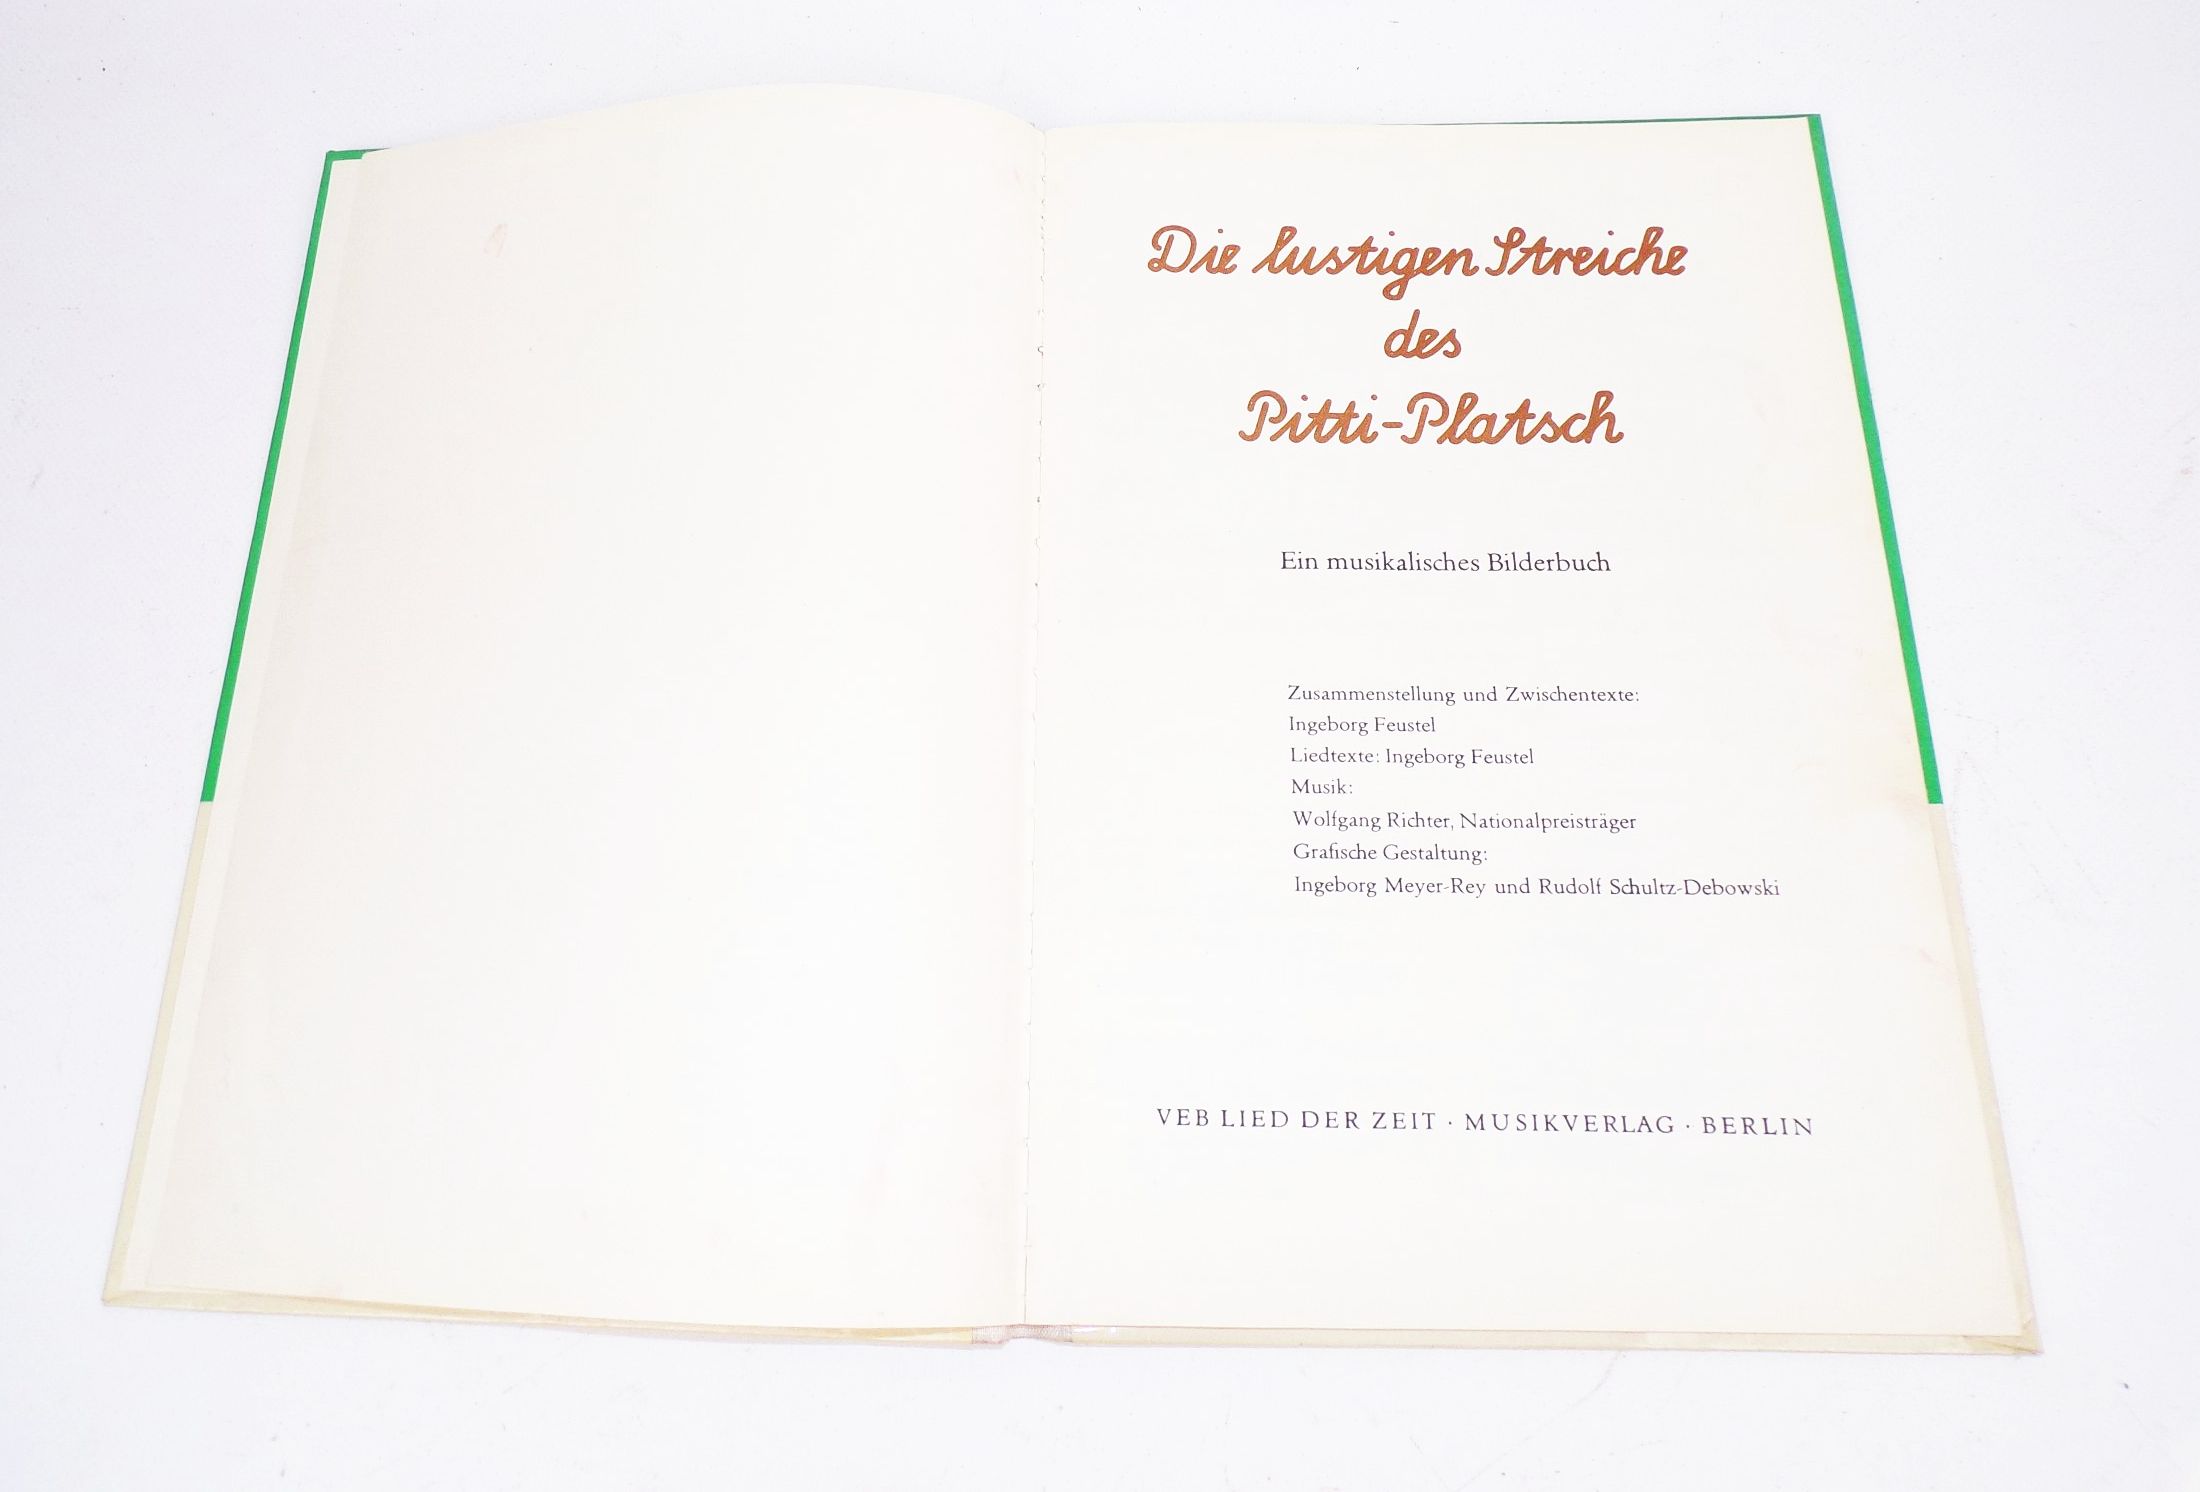 Die lustigen Streiche
des
Pitti-Platsch
Ein musikalisches Bilderbuch
Zusammenstellung und Zwischentexte:
Ingeborg Feustel
Liedtexte: Ingeborg Feustel
Musik:
Wolfgang Richter, Nationalpreisträger
Grafische Gestaltung:
Ingeborg Meyer-Rey und Rudolf Schultz-Debowski
VEB LIED DER ZEIT · MUSIKVERLAG · BERLIN